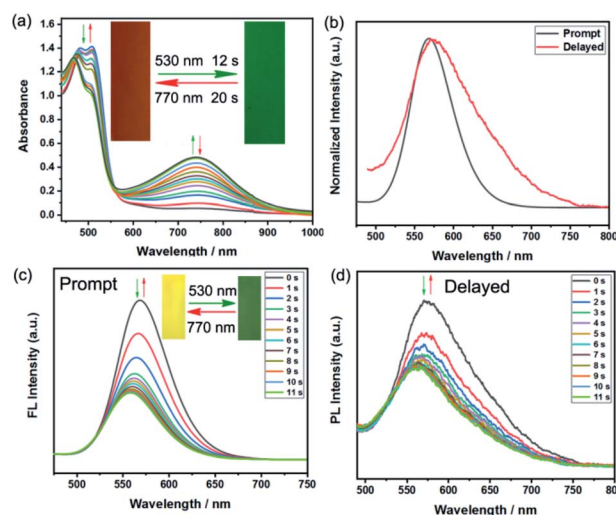 (a)
530 nm 12 s
770 nm 20 s
Absorbance
1.6
1.4
1.2
1.0
0.8
0.6
0.4
0.2
0.0
500 600 700 800 900 1000
Wavelength / nm
(b)
Prompt
Delayed
Normalized Intensity (a.u.)
500 550 600 650 700 750 800
Wavelength / nm
(c)
Prompt
530 nm
770 nm
0 s
1 s
2 s
3 s
4 s
5 s
6 s
7 s
8 s
9 s
10 s
11 s
FL Intensity (a.u.)
500 550 600 650 700 750
Wavelength / nm
(d)
Delayed
0 s
1 s
2 s
3 s
4 s
5 s
6 s
7 s
8 s
9 s
10 s
11 s
PL Intensity (a.u.)
500 550 600 650 700 750 800
Wavelength / nm